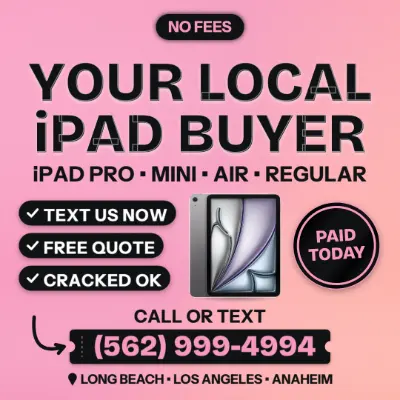 NO FEES
YOUR LOCAL
iPAD BUYER
iPAD PRO ▪ MINI ▪ AIR ▪ REGULAR
✓ TEXT US NOW
✓ FREE QUOTE
✓ CRACKED OK
PAID
TODAY
CALL OR TEXT
(562) 999-4994
LONG BEACH ▪ LOS ANGELES ▪ ANAHEIM